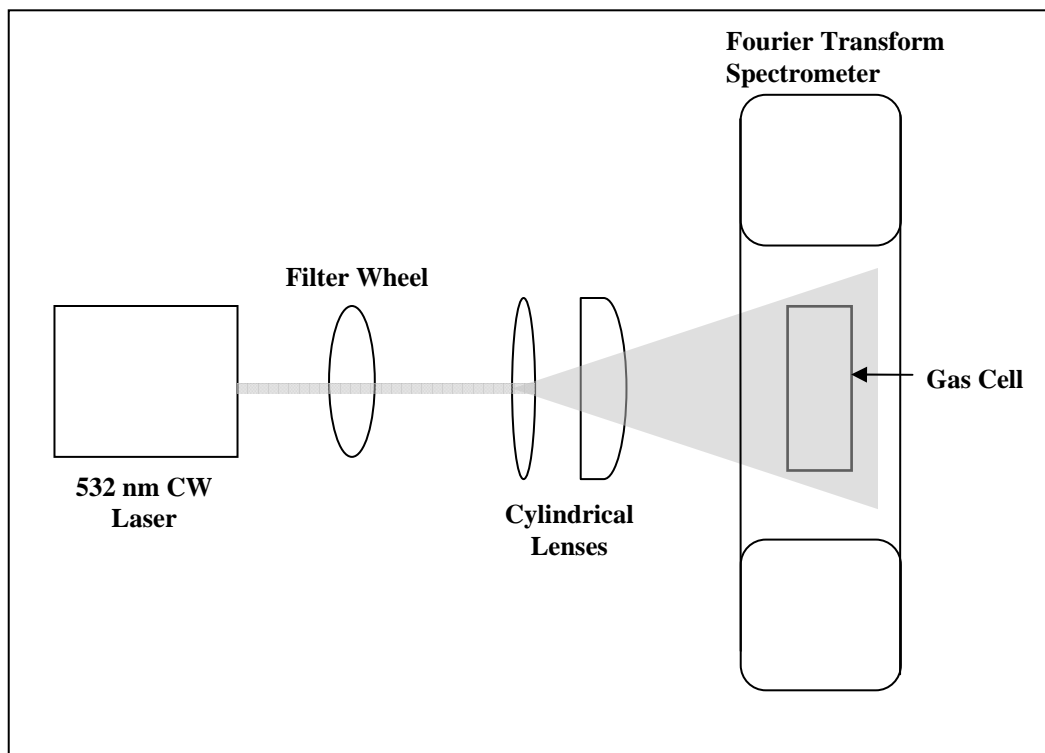 Fourier Transform
Spectrometer
Filter Wheel
Gas Cell
532 nm CW
Laser
Cylindrical
Lenses